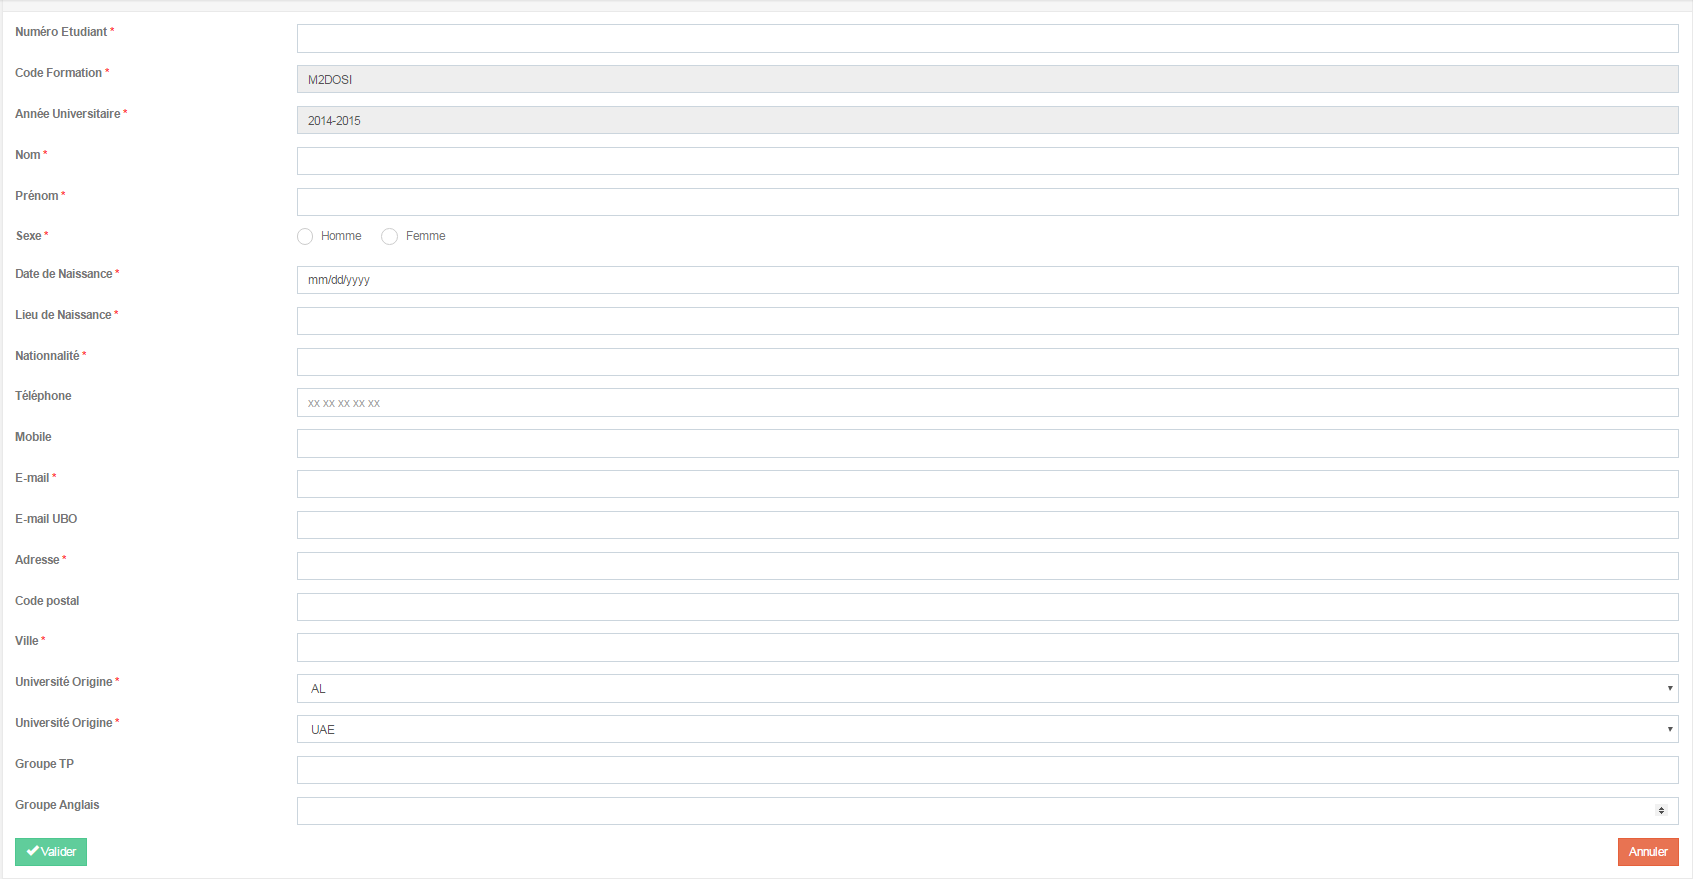 Numéro Etudiant *
Code Formation *
M2DOSI
Année Universitaire *
2014-2015
Nom *
Prénom *
Sexe *
Homme
Femme
Date de Naissance *
mm/dd/yyyy
Lieu de Naissance *
Nationnalité *
Téléphone
xx xx xx xx xx
Mobile
E-mail *
E-mail UBO
Adresse *
Code postal
Ville *
Université Origine *
AL
Université Origine *
UAE
Groupe TP
Groupe Anglais
Valider
Annuler